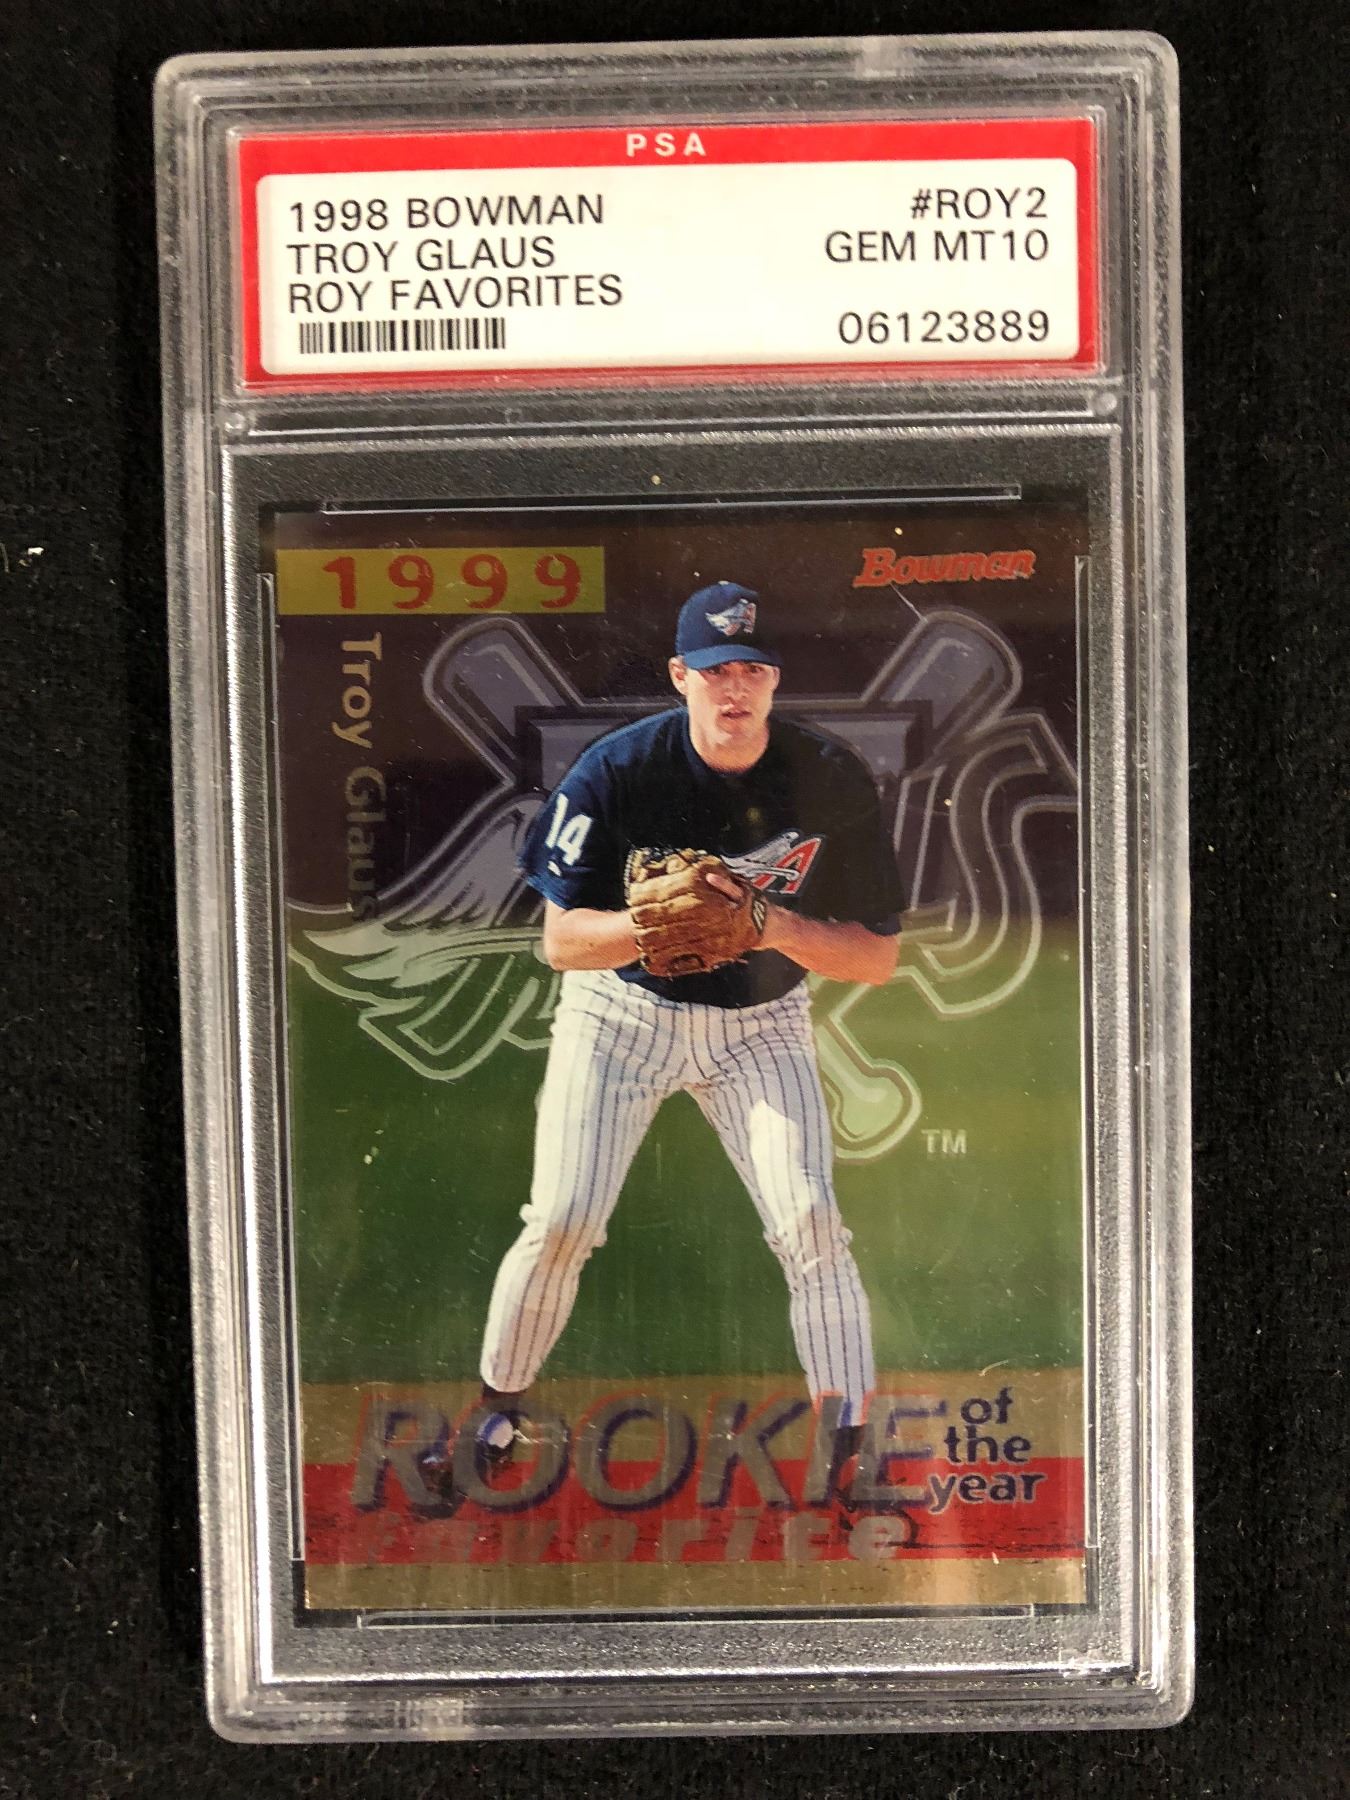 PSA
1998 BOWMAN #ROY2
TROY GLAUS GEM MT10
ROY FAVORITES
06123889
1999
Bowman
Troy Glaus
14
A
A
TM
ROOKIE of the year
favorite